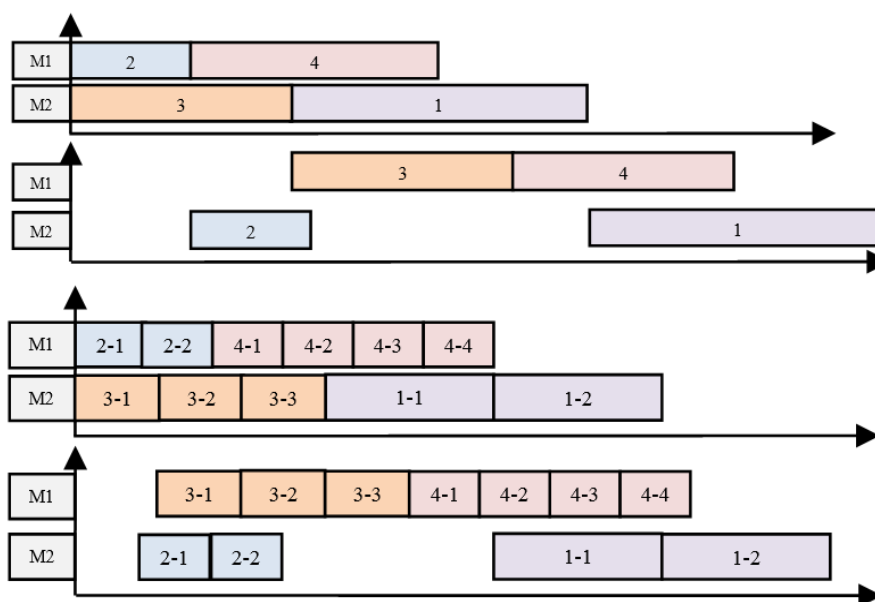 M1 2 4
M2 3 1
M1 3 4
M2 2 1
M1 2-1 2-2 4-1 4-2 4-3 4-4
M2 3-1 3-2 3-3 1-1 1-2
M1 3-1 3-2 3-3 4-1 4-2 4-3 4-4
M2 2-1 2-2 1-1 1-2